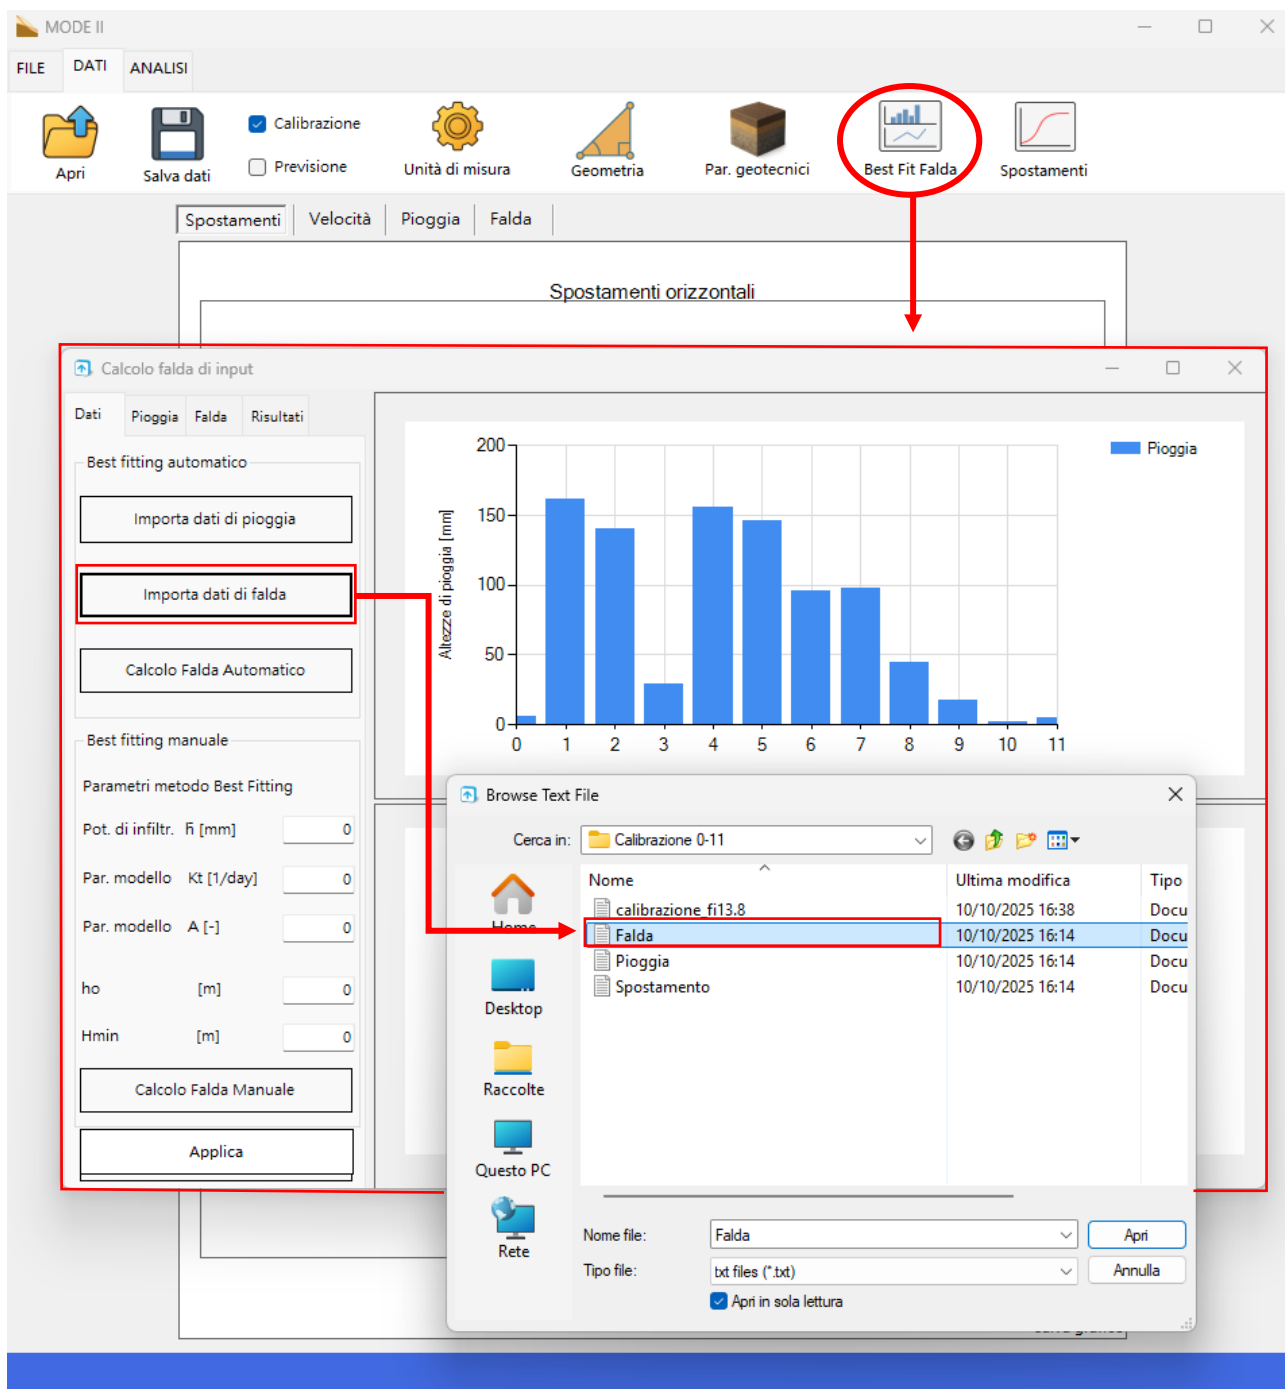 MODE II
FILE DATI ANALISI
Apri
Salva dati
Calibrazione
Previsione
Unità di misura
Geometria
Par. geotecnici
Best Fit Falda
Spostamenti
Spostamenti Velocità Pioggia Falda
Spostamenti orizzontali
Calcolo falda di input
Dati Pioggia Falda Risultati
Best fitting automatico
Importa dati di pioggia
Importa dati di falda
Calcolo Falda Automatico
Best fitting manuale
Parametri metodo Best Fitting
Pot. di infiltr. fi [mm] 0
Par. modello Kt [1/day] 0
Par. modello A [-] 0
ho [m] 0
Hmin [m] 0
Calcolo Falda Manuale
Applica
Altezze di pioggia [mm]
200
150
100
50
0
0 1 2 3 4 5 6 7 8 9 10 11
Pioggia
Browse Text File
Cerca in: Calibrazione 0-11
Nome Ultima modifica Tipo
calibrazione_fi13.8 10/10/2025 16:38 Docu
Falda 10/10/2025 16:14 Docu
Pioggia 10/10/2025 16:14 Docu
Spostamento 10/10/2025 16:14 Docu
Home
Desktop
Raccolte
Questo PC
Rete
Nome file: Falda Apri
Tipo file: txt files (*.txt) Annulla
Apri in sola lettura